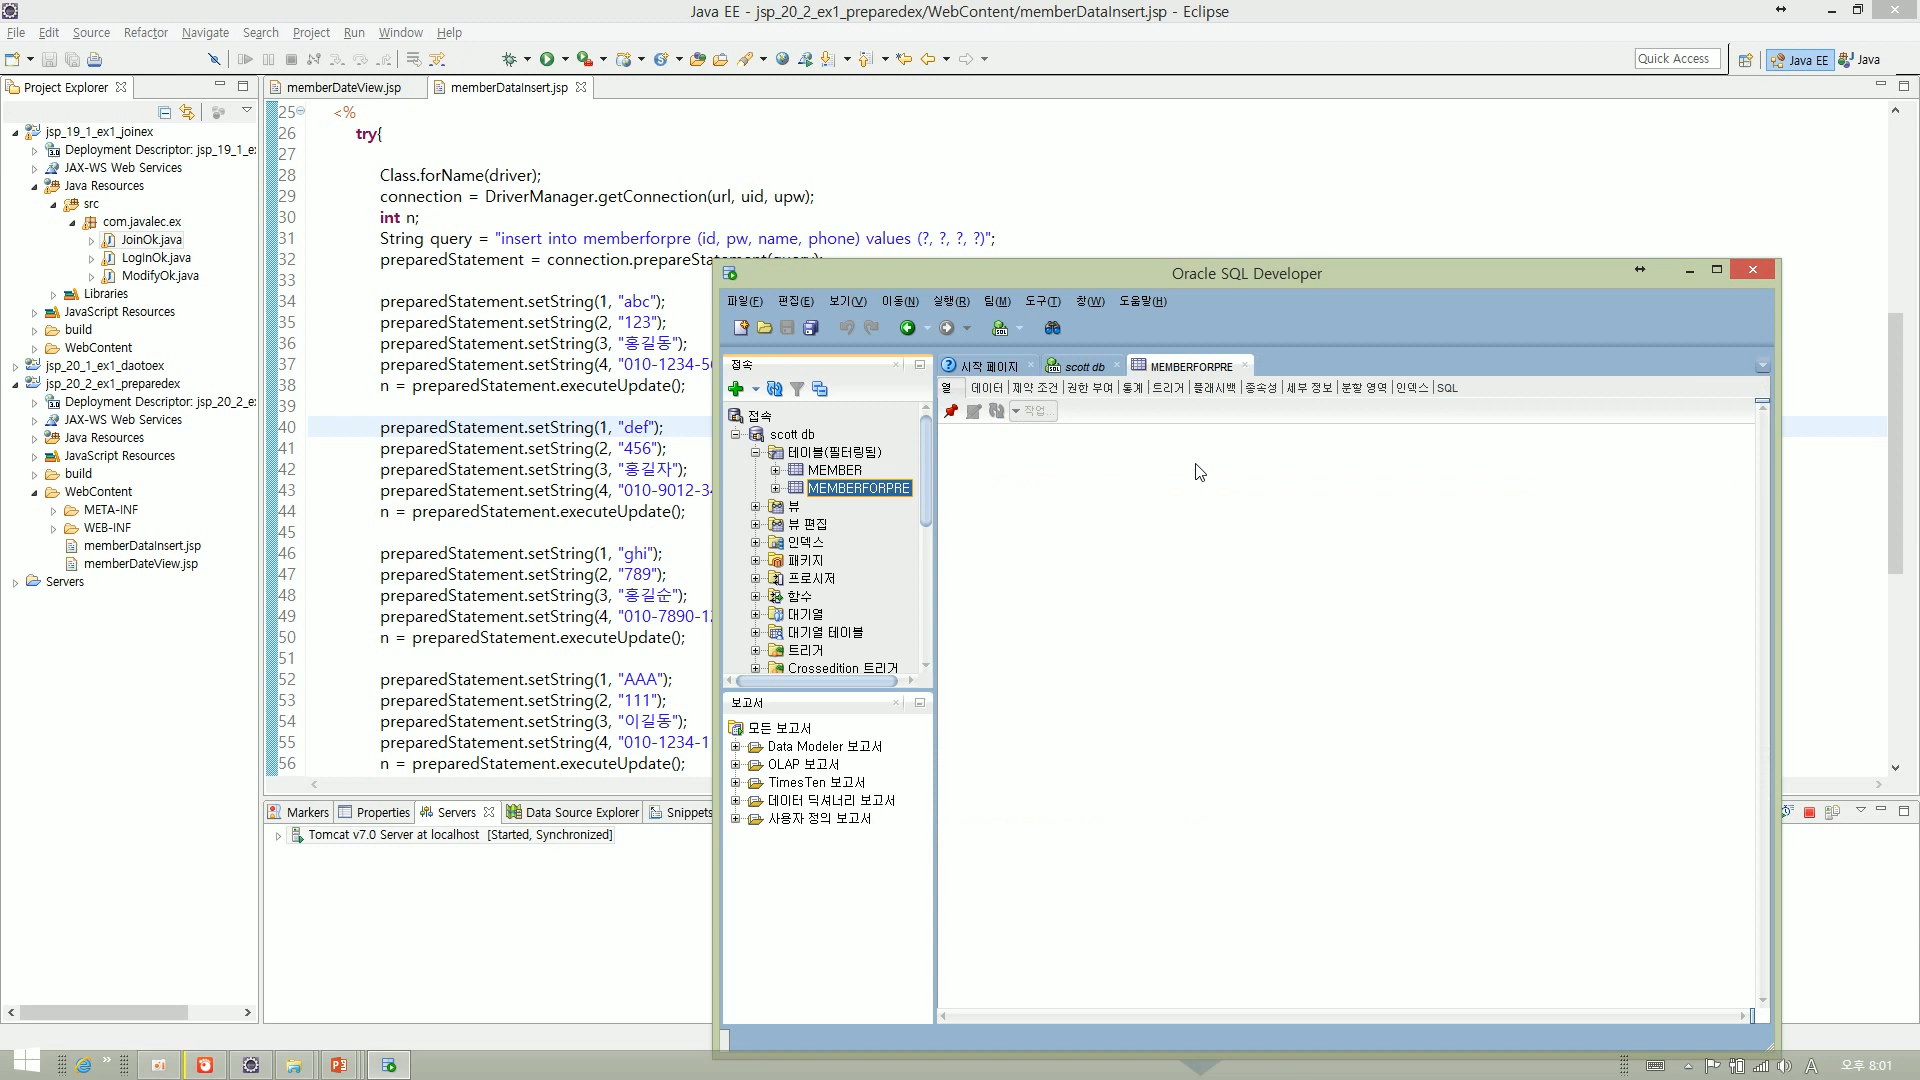 Java EE - jsp_20_2_ex1_preparedex/WebContent/memberDataInsert.jsp - Eclipse
File Edit Source Refactor Navigate Search Project Run Window Help
Quick Access
Java EE
Java
Project Explorer
memberDateView.jsp
memberDataInsert.jsp
jsp_19_1_ex1_joinex
Deployment Descriptor: jsp_19_1_e
JAX-WS Web Services
Java Resources
src
com.javalec.ex
JoinOk.java
LogInOk.java
ModifyOk.java
Libraries
JavaScript Resources
build
WebContent
jsp_20_1_ex1_daotoex
jsp_20_2_ex1_preparedex
Deployment Descriptor: jsp_20_2_e
JAX-WS Web Services
Java Resources
JavaScript Resources
build
WebContent
META-INF
WEB-INF
memberDataInsert.jsp
memberDateView.jsp
Servers
25 <%
26 try{
27
28 Class.forName(driver);
29 connection = DriverManager.getConnection(url, uid, upw);
30 int n;
31 String query = "insert into memberforpre (id, pw, name, phone) values (?, ?, ?, ?)";
32 preparedStatement = connection.prepareStatement(query);
33
34 preparedStatement.setString(1, "abc");
35 preparedStatement.setString(2, "123");
36 preparedStatement.setString(3, "홍길동");
37 preparedStatement.setString(4, "010-1234-5
38 n = preparedStatement.executeUpdate();
39
40 preparedStatement.setString(1, "def");
41 preparedStatement.setString(2, "456");
42 preparedStatement.setString(3, "홍길자");
43 preparedStatement.setString(4, "010-9012-3
44 n = preparedStatement.executeUpdate();
45
46 preparedStatement.setString(1, "ghi");
47 preparedStatement.setString(2, "789");
48 preparedStatement.setString(3, "홍길순");
49 preparedStatement.setString(4, "010-7890-1
50 n = preparedStatement.executeUpdate();
51
52 preparedStatement.setString(1, "AAA");
53 preparedStatement.setString(2, "111");
54 preparedStatement.setString(3, "이길동");
55 preparedStatement.setString(4, "010-1234-1
56 n = preparedStatement.executeUpdate();
Markers Properties Servers Data Source Explorer Snippets
Tomcat v7.0 Server at localhost [Started, Synchronized]
Oracle SQL Developer
파일(F) 편집(E) 보기(V) 이동(N) 실행(R) 팀(M) 도구(T) 창(W) 도움말(H)
접속
시작 페이지
scott db
MEMBERFORPRE
열 데이터 제약 조건 권한 부여 통계 트리거 플래시백 종속성 세부 정보 분할 영역 인덱스 SQL
작업...
접속
scott db
테이블(필터링됨)
MEMBER
MEMBERFORPRE
뷰
뷰 편집
인덱스
패키지
프로시저
함수
대기열
대기열 테이블
트리거
Crossedition 트리거
보고서
모든 보고서
Data Modeler 보고서
OLAP 보고서
TimesTen 보고서
데이터 딕셔너리 보고서
사용자 정의 보고서
A
오후 8:01